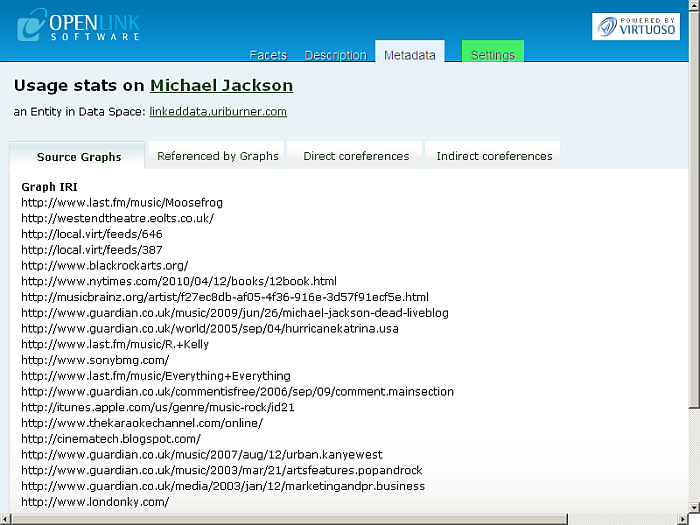 OPENLINK
SOFTWARE
POWERED BY
VIRTUOSO
Facets Description Metadata Settings
Usage stats on Michael Jackson
an Entity in Data Space: linkeddata.uriburner.com
Source Graphs Referenced by Graphs Direct coreferences Indirect coreferences
Graph IRI
http://www.last.fm/music/Moosefrog
http://westendtheatre.eolts.co.uk/
http://local.virt/feeds/646
http://local.virt/feeds/387
http://www.blackrockarts.org/
http://www.nytimes.com/2010/04/12/books/12book.html
http://musicbrainz.org/artist/f27ec8db-af05-4f36-916e-3d57f91ecf5e.html
http://www.guardian.co.uk/music/2009/jun/26/michael-jackson-dead-liveblog
http://www.guardian.co.uk/world/2005/sep/04/hurricanekatrina.usa
http://www.last.fm/music/R.+Kelly
http://www.sonybmg.com/
http://www.last.fm/music/Everything+Everything
http://www.guardian.co.uk/commentisfree/2006/sep/09/comment.mainsection
http://itunes.apple.com/us/genre/music-rock/id21
http://www.thekaraokechannel.com/online/
http://cinematech.blogspot.com/
http://www.guardian.co.uk/music/2007/aug/12/urban.kanyewest
http://www.guardian.co.uk/music/2003/mar/21/artsfeatures.popandrock
http://www.guardian.co.uk/media/2003/jan/12/marketingandpr.business
http://www.londonky.com/